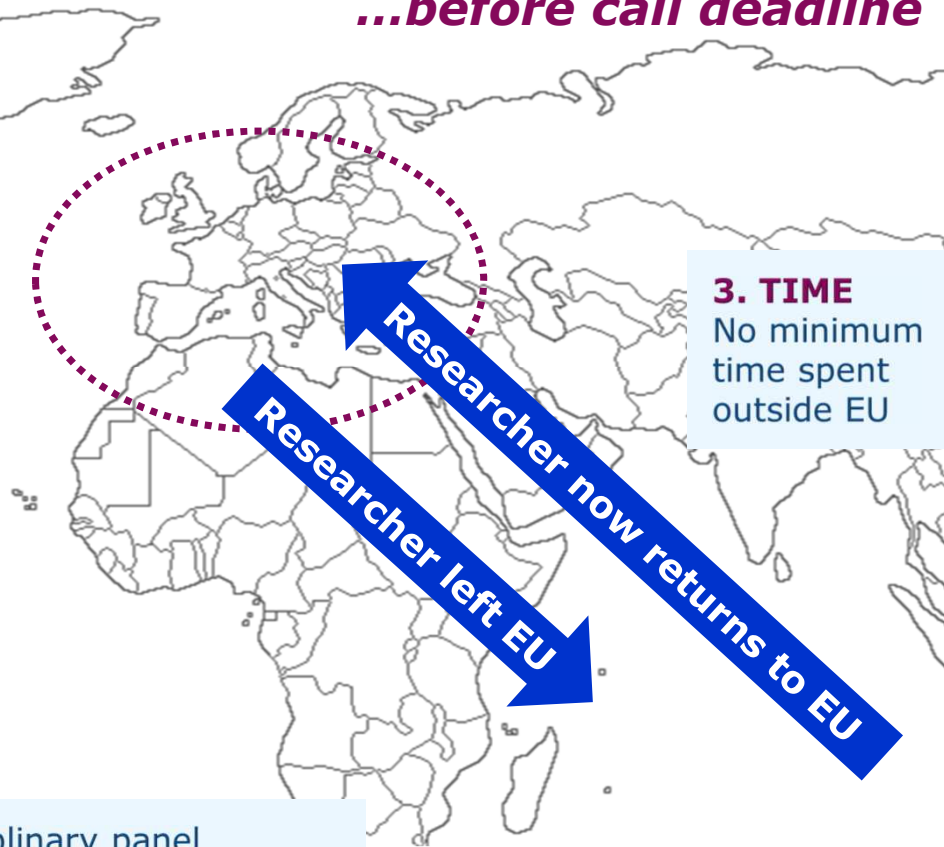 ...before call deadline
3. TIME
No minimum
time spent
outside EU
Researcher now returns to EU
Researcher left EU
panel